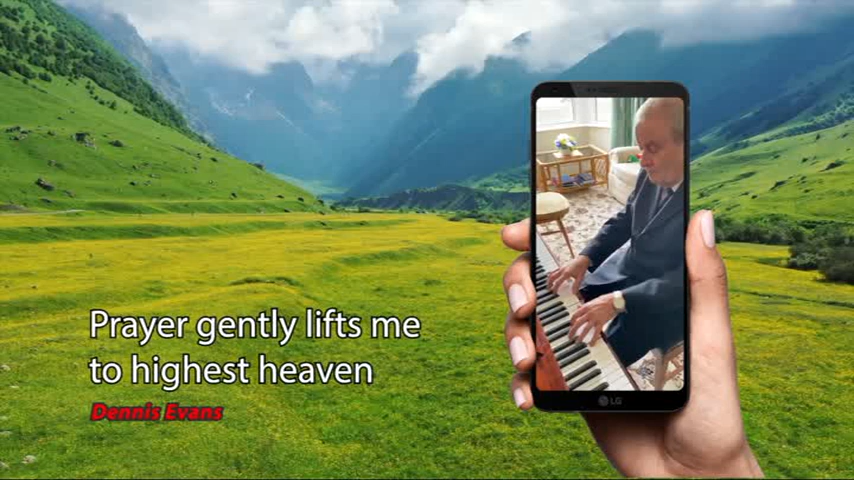 Prayer gently lifts me
to highest heaven
Dennis Evans
LG